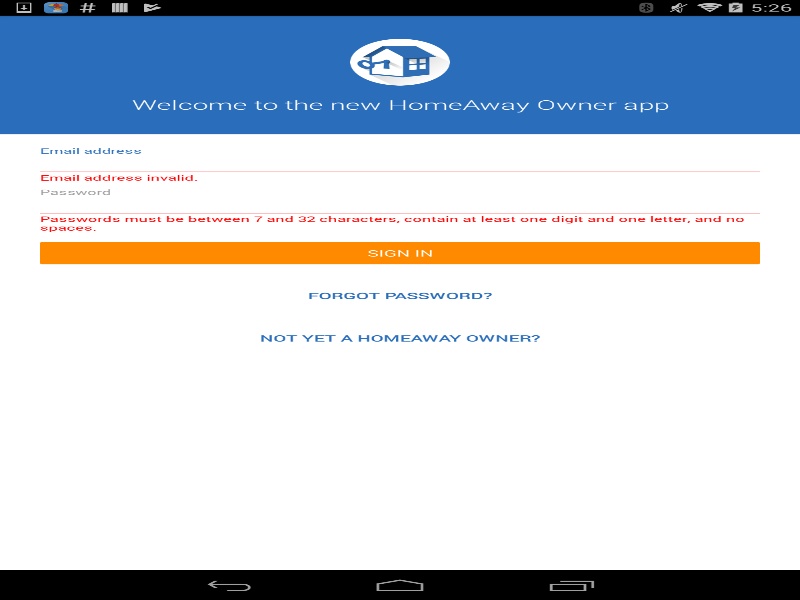 5:26
Welcome to the new HomeAway Owner app
Email address
Email address invalid.
Password
Passwords must be between 7 and 32 characters, contain at least one digit and one letter, and no
spaces.
SIGN IN
FORGOT PASSWORD?
NOT YET A HOMEAWAY OWNER?